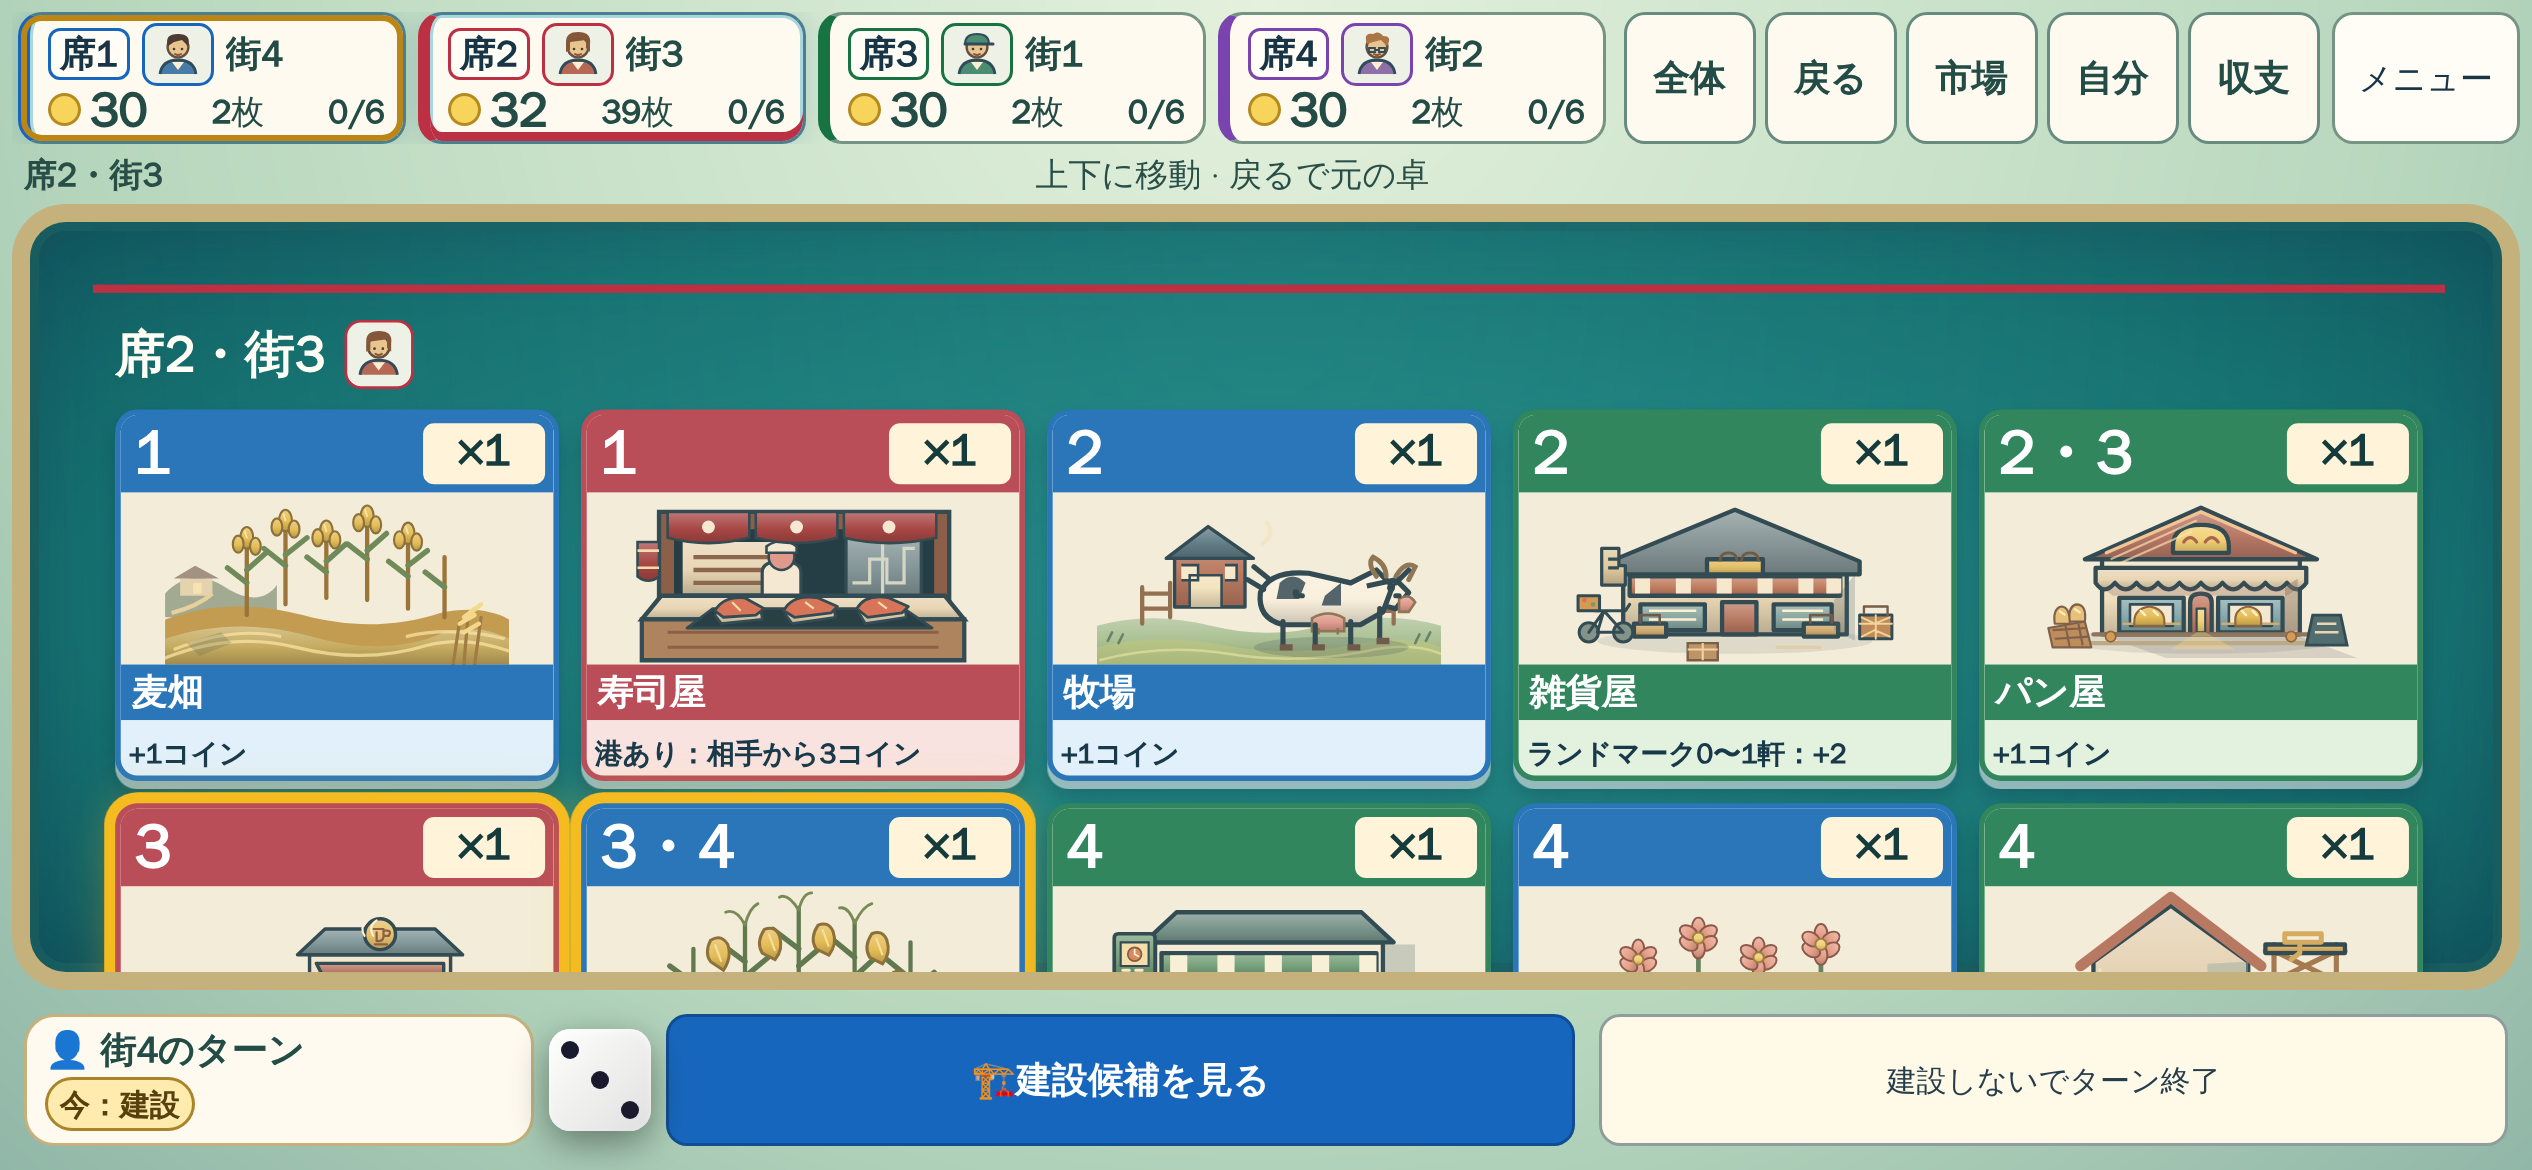 席1 街4
30 2枚 0/6
席2 街3
32 39枚 0/6
席3 街1
30 2枚 0/6
席4 街2
30 2枚 0/6
全体
戻る
市場
自分
収支
メニュー
席2・街3
上下に移動・戻るで元の卓
席2・街3
1 ×1
麦畑
+1コイン
1 ×1
寿司屋
港あり：相手から3コイン
2 ×1
牧場
+1コイン
2 ×1
雑貨屋
ランドマーク0〜1軒：+2
2・3 ×1
パン屋
+1コイン
3 ×1
3・4 ×1
4 ×1
4 ×1
4 ×1
街4のターン
今：建設
建設候補を見る
建設しないでターン終了